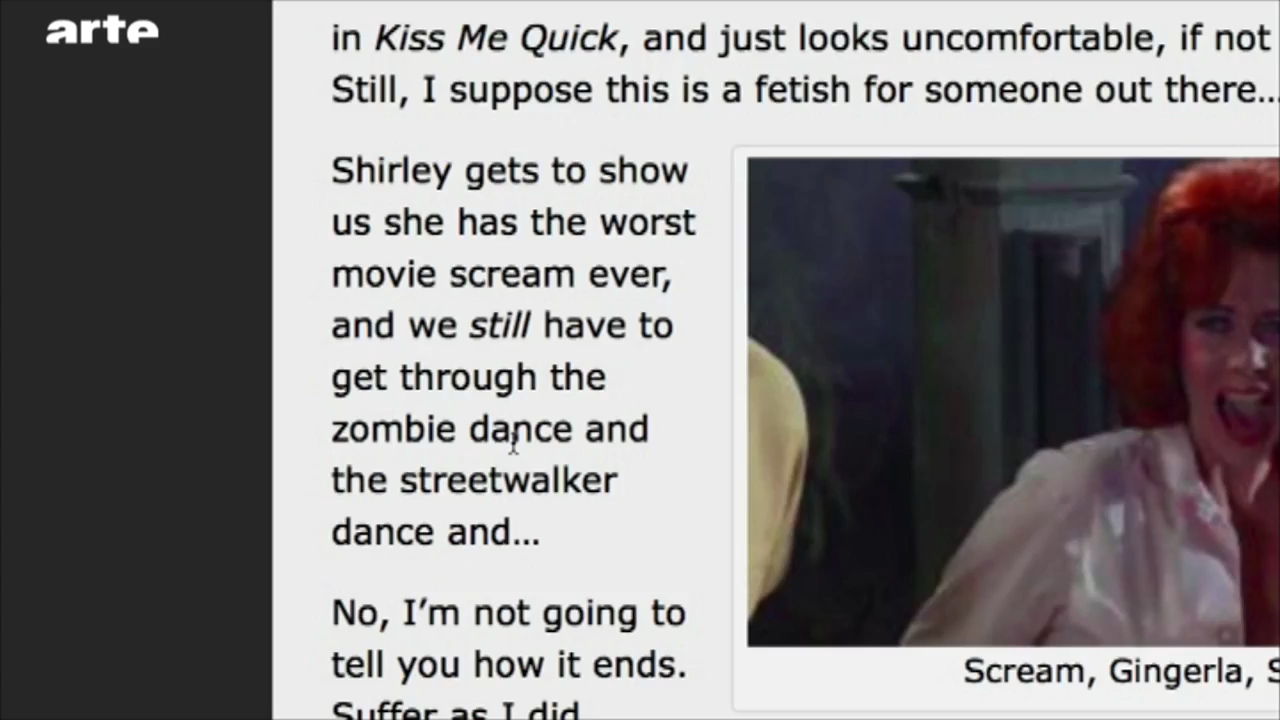 arte
in Kiss Me Quick, and just looks uncomfortable, if not
Still, I suppose this is a fetish for someone out there...
Shirley gets to show
us she has the worst
movie scream ever,
and we still have to
get through the
zombie dance and
the streetwalker
dance and...
No, I’m not going to
tell you how it ends.
Suffer as I did.
Scream, Gingerla,